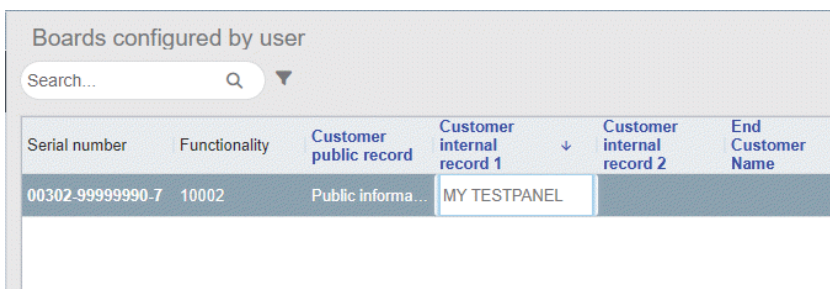 Boards configured by user
Search...
Serial number Functionality Customer public record Customer internal record 1 ↓ Customer internal record 2 End Customer Name
00302-99999990-7 10002 Public informa... MY TESTPANEL